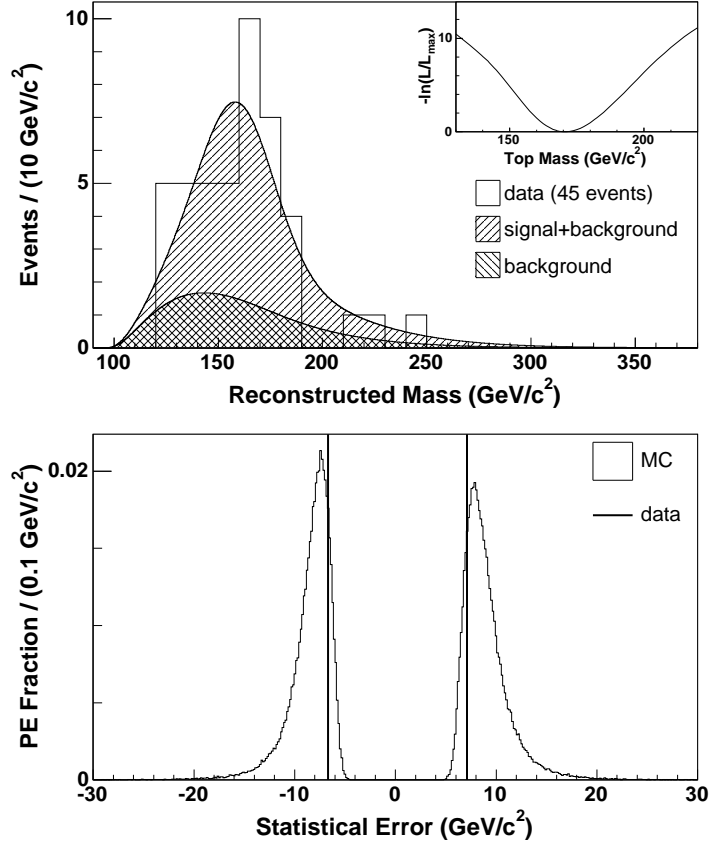 10
5
0
Events / (10 GeV/c²)
100 150 200 250 300 350
Reconstructed Mass (GeV/c²)
10
0
-ln(L/Lmax)
150 200
Top Mass (GeV/c²)
data (45 events)
signal+background
background
0.02
0
PE Fraction / (0.1 GeV/c²)
-30 -20 -10 0 10 20 30
Statistical Error (GeV/c²)
MC
data